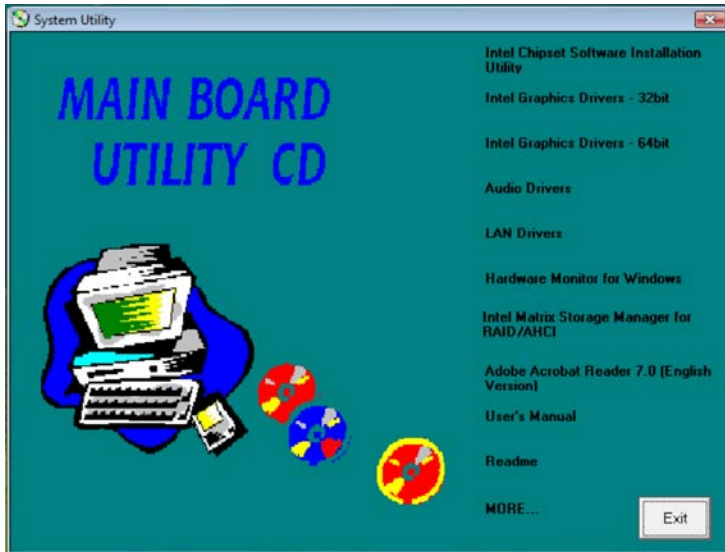 System Utility
MAIN BOARD
UTILITY CD
Intel Chipset Software Installation
Utility
Intel Graphics Drivers - 32bit
Intel Graphics Drivers - 64bit
Audio Drivers
LAN Drivers
Hardware Monitor for Windows
Intel Matrix Storage Manager for
RAID/AHCI
Adobe Acrobat Reader 7.0 (English
Version)
User's Manual
Readme
MORE...
Exit